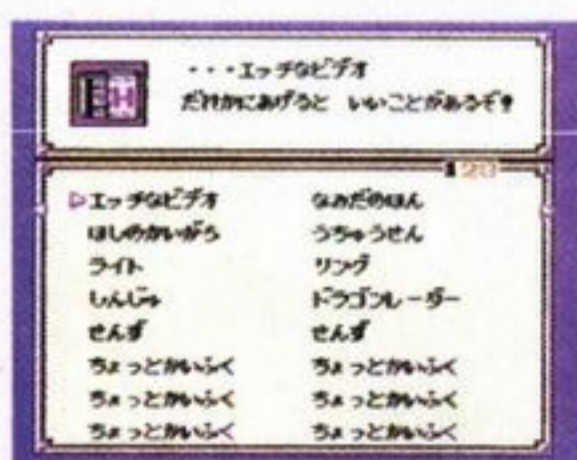 EH
・・・エッチなビデオ
だれかにあげると いいことがあるぞ!
120
▷エッチなビデオ なみだのほん
ほしのかいがら うちゅうせん
ライト リング
しんじゅ ドラゴンレーダー
せんず せんず
ちょっとかいふく ちょっとかいふく
ちょっとかいふく ちょっとかいふく
ちょっとかいふく ちょっとかいふく